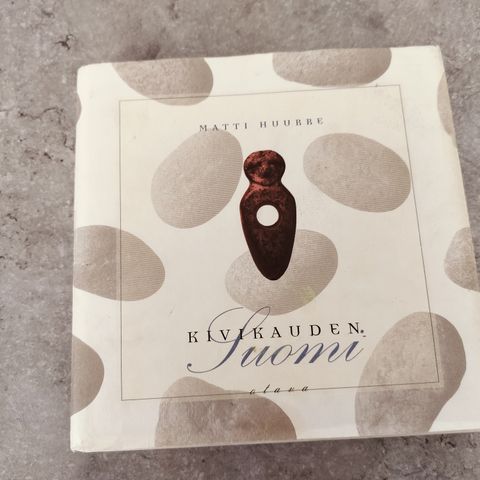 MATTI HUURRE
KIVIKAUDEN
Suomi
otava